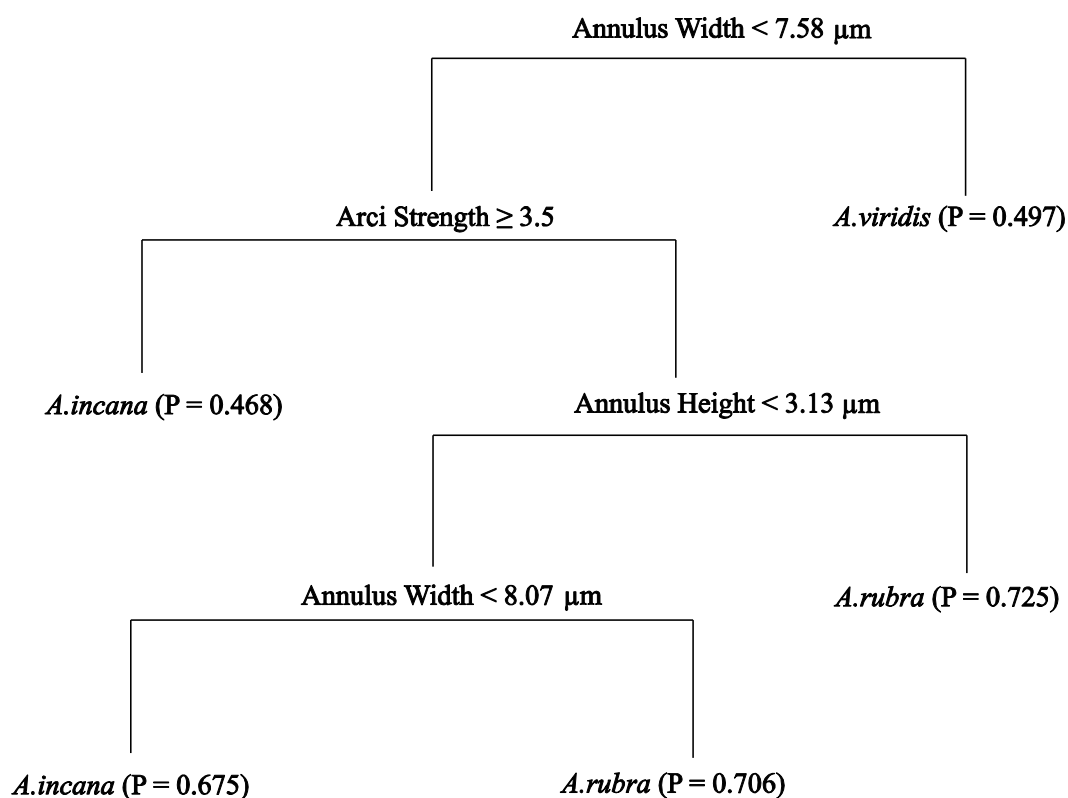 Annulus Width < 7.58 µm
Arci Strength ≥ 3.5
A.viridis (P = 0.497)
A.incana (P = 0.468)
Annulus Height < 3.13 µm
Annulus Width < 8.07 µm
A.rubra (P = 0.725)
A.incana (P = 0.675)
A.rubra (P = 0.706)